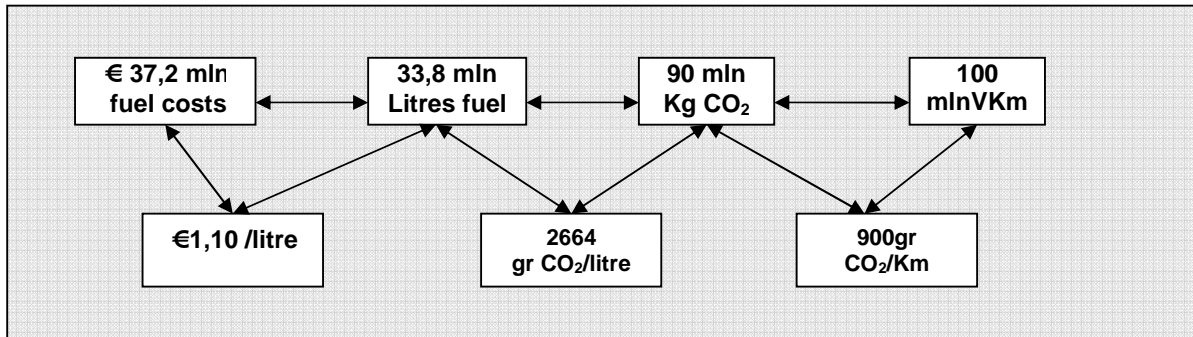 € 37,2 mln
fuel costs
33,8 mln
Litres fuel
90 mln
Kg CO₂
100
mlnVKm
€1,10 /litre
2664
gr CO₂/litre
900gr
CO₂/Km